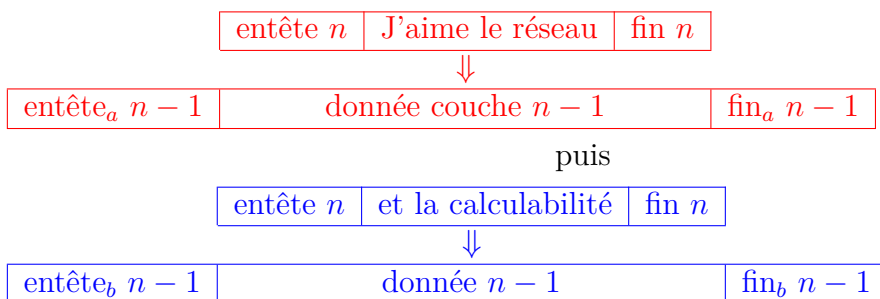 entête n J'aime le réseau fin n
⇓
entêteₐ n − 1 donnée couche n − 1 finₐ n − 1
puis
entête n et la calculabilité fin n
⇓
entête_b n − 1 donnée n − 1 fin_b n − 1